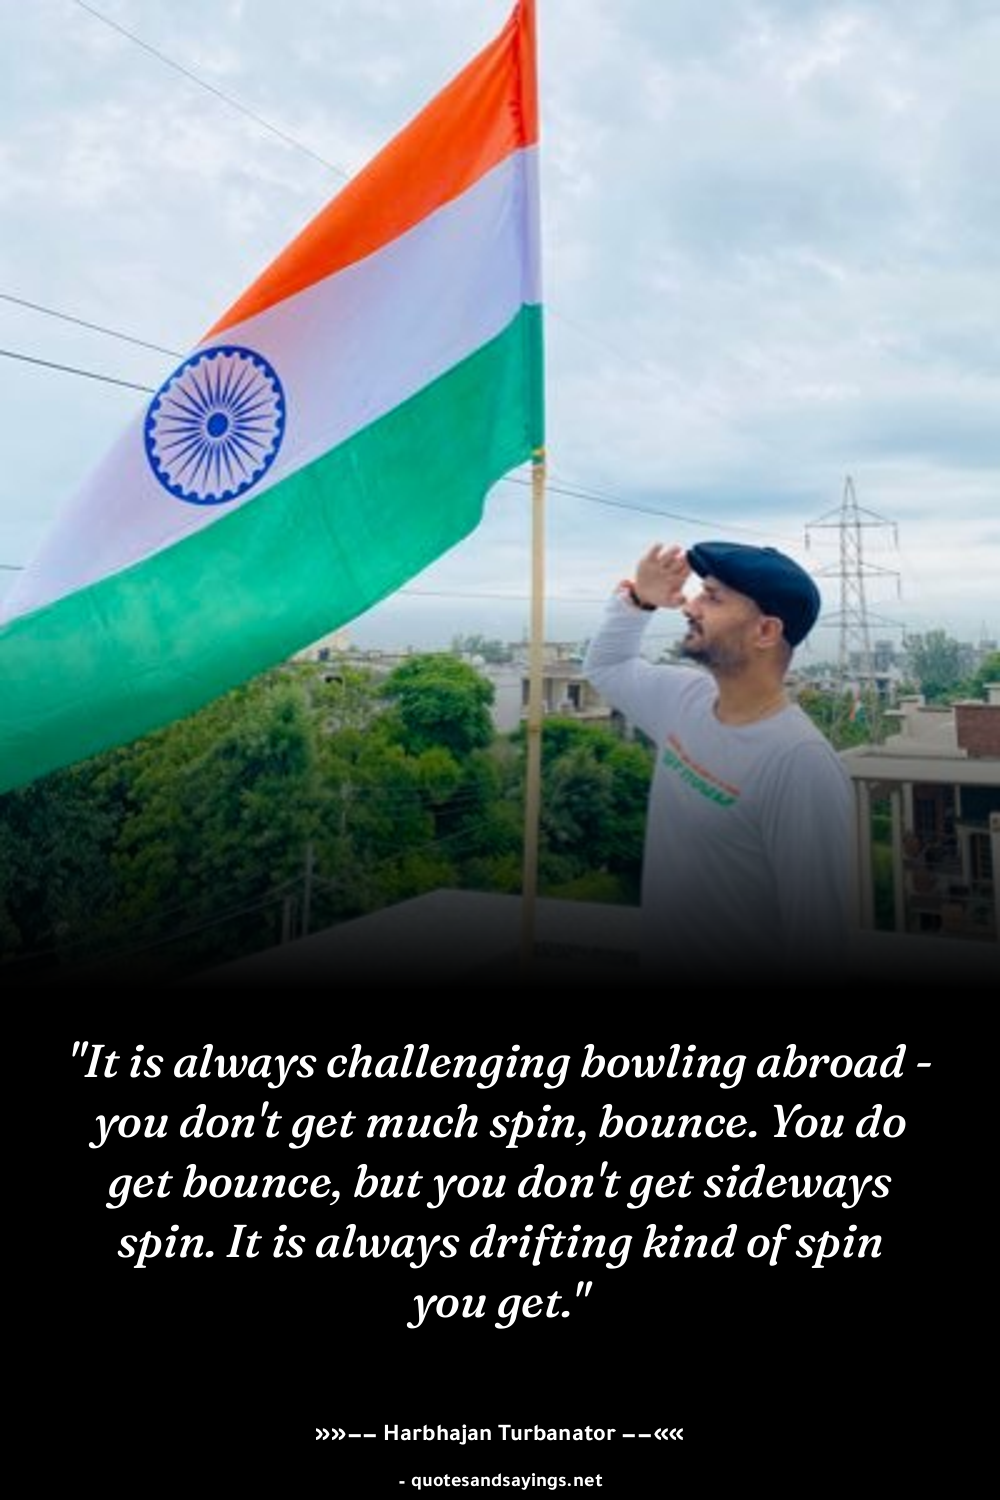 "It is always challenging bowling abroad -
you don't get much spin, bounce. You do
get bounce, but you don't get sideways
spin. It is always drifting kind of spin
you get."
»»−− Harbhajan Turbanator −−««
- quotesandsayings.net